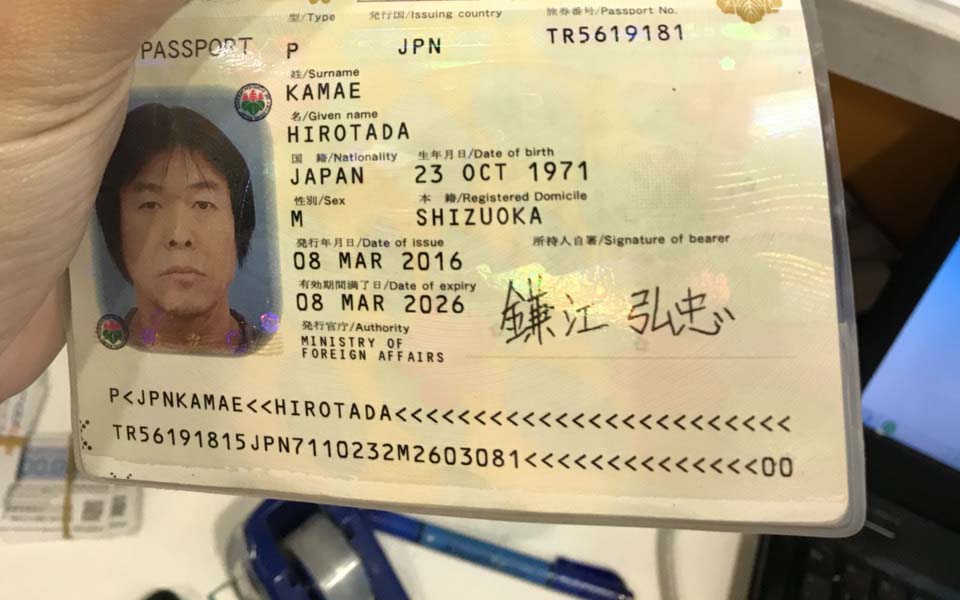 型/Type 発行国/Issuing country 旅券番号/Passport No.
PASSPORT P JPN TR5619181
姓/Surname
KAMAE
名/Given name
HIROTADA
国 籍/Nationality 生年月日/Date of birth
JAPAN 23 OCT 1971
性別/Sex 本 籍/Registered Domicile
M SHIZUOKA
発行年月日/Date of issue 所持人自署/Signature of bearer
08 MAR 2016
有効期間満了日/Date of expiry
08 MAR 2026 鎌江 弘忠
発行官庁/Authority
MINISTRY OF
FOREIGN AFFAIRS
P<JPNKAMAE<<HIROTADA<<<<<<<<<<<<<<<<<<<<<<<<
TR56191815JPN7110232M2603081<<<<<<<<<<<<<<00